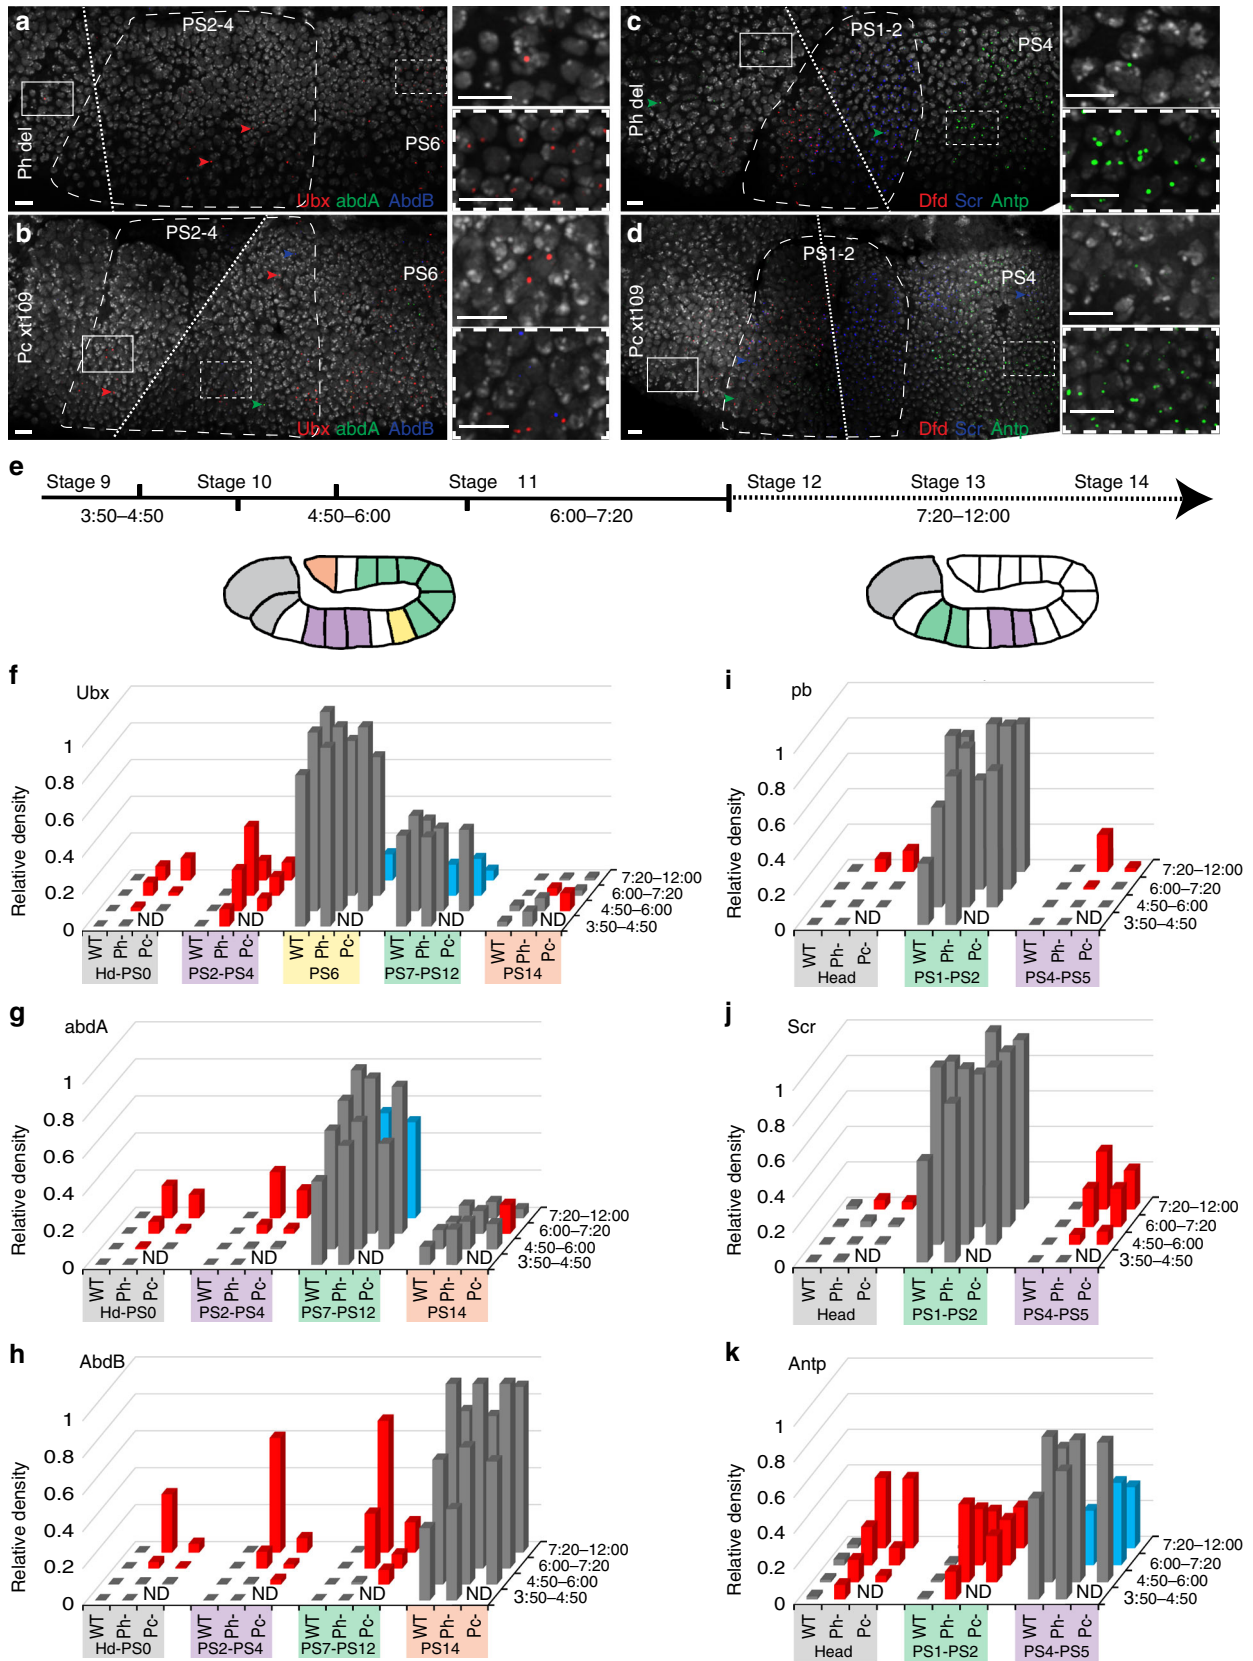 a
PS2-4
Ph del
PS6
Ubx abdA AbdB
b
PS2-4
Pc xt109
PS6
Ubx abdA AbdB
c
PS1-2
PS4
Ph del
Dfd Scr Antp
d
PS1-2
PS4
Pc xt109
Dfd Scr Antp
e
Stage 9 Stage 10 Stage 11 Stage 12 Stage 13 Stage 14
3:50–4:50 4:50–6:00 6:00–7:20 7:20–12:00
f
Ubx
Relative density
1
0.8
0.6
0.4
0.2
0
ND ND ND ND ND
7:20–12:00
6:00–7:20
4:50–6:00
3:50–4:50
WT Ph- Pc- WT Ph- Pc- WT Ph- Pc- WT Ph- Pc- WT Ph- Pc-
Hd-PS0 PS2-PS4 PS6 PS7-PS12 PS14
g
abdA
Relative density
1
0.8
0.6
0.4
0.2
0
ND ND ND ND
7:20–12:00
6:00–7:20
4:50–6:00
3:50–4:50
WT Ph- Pc- WT Ph- Pc- WT Ph- Pc- WT Ph- Pc-
Hd-PS0 PS2-PS4 PS7-PS12 PS14
h
AbdB
Relative density
1
0.8
0.6
0.4
0.2
0
ND ND ND ND
7:20–12:00
6:00–7:20
4:50–6:00
3:50–4:50
WT Ph- Pc- WT Ph- Pc- WT Ph- Pc- WT Ph- Pc-
Hd-PS0 PS2-PS4 PS7-PS12 PS14
i
pb
Relative density
1
0.8
0.6
0.4
0.2
0
ND ND ND
7:20–12:00
6:00–7:20
4:50–6:00
3:50–4:50
WT Ph- Pc- WT Ph- Pc- WT Ph- Pc-
Head PS1-PS2 PS4-PS5
j
Scr
Relative density
1
0.8
0.6
0.4
0.2
0
ND ND ND
7:20–12:00
6:00–7:20
4:50–6:00
3:50–4:50
WT Ph- Pc- WT Ph- Pc- WT Ph- Pc-
Head PS1-PS2 PS4-PS5
k
Antp
Relative density
1
0.8
0.6
0.4
0.2
0
ND ND ND
7:20–12:00
6:00–7:20
4:50–6:00
3:50–4:50
WT Ph- Pc- WT Ph- Pc- WT Ph- Pc-
Head PS1-PS2 PS4-PS5